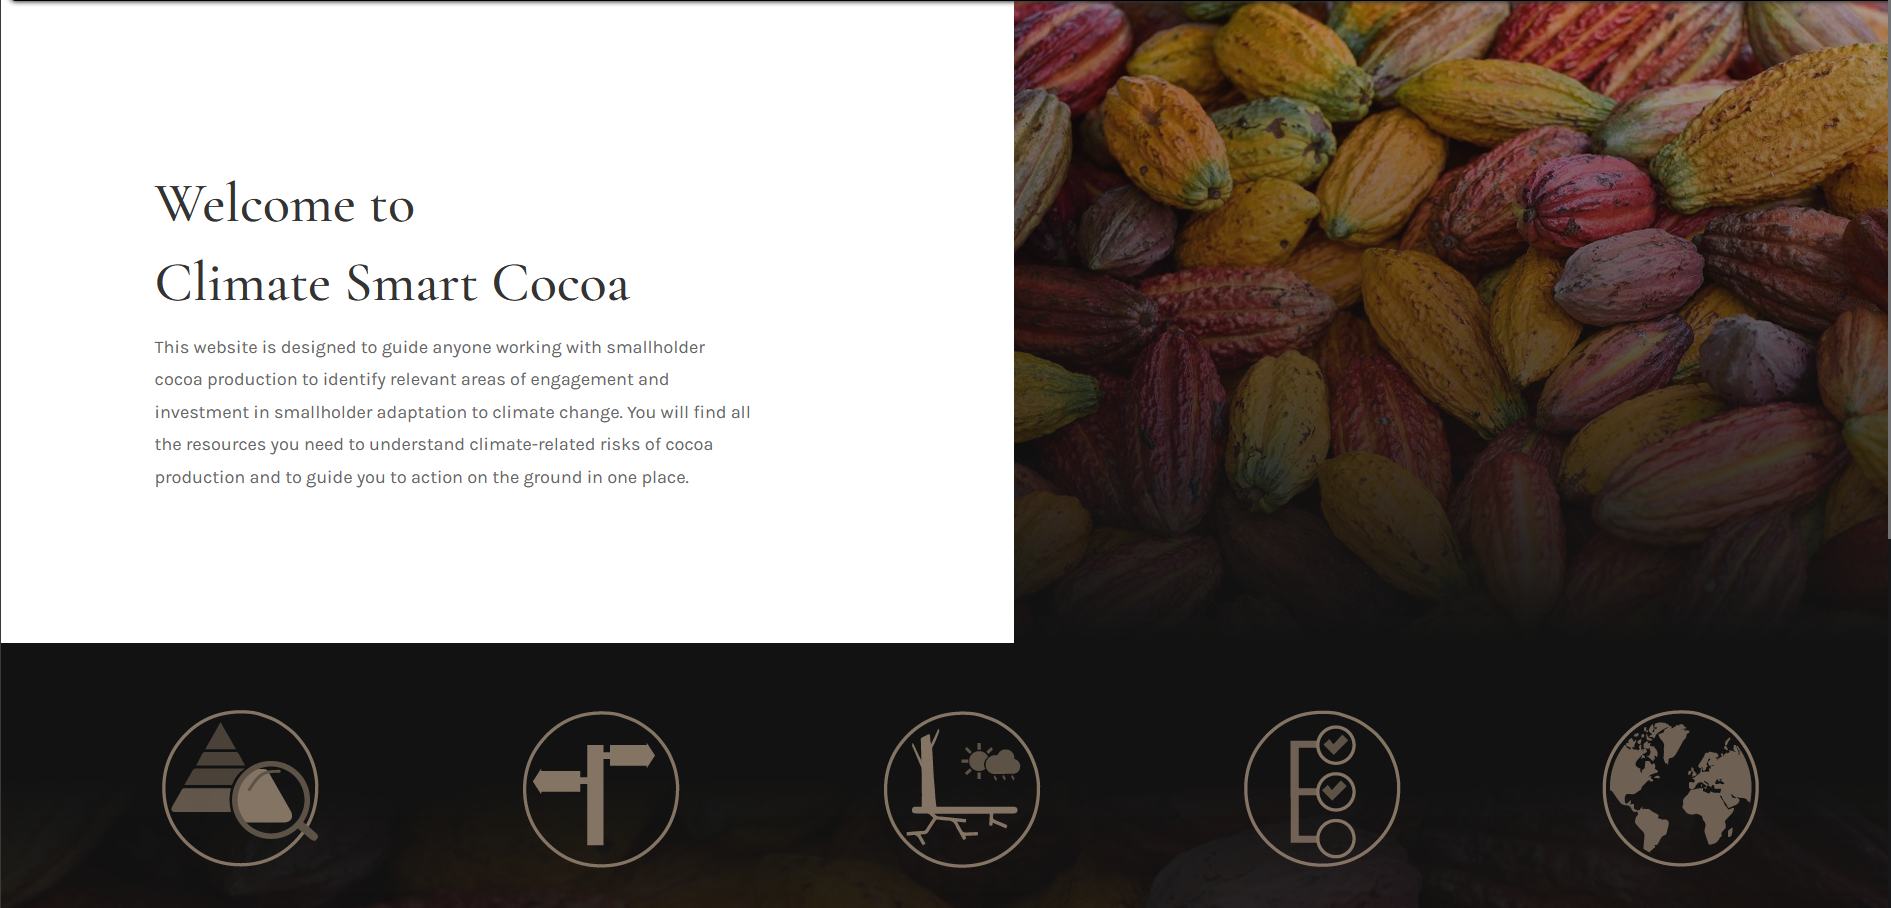 Welcome to
Climate Smart Cocoa
This website is designed to guide anyone working with smallholder
cocoa production to identify relevant areas of engagement and
investment in smallholder adaptation to climate change. You will find all
the resources you need to understand climate-related risks of cocoa
production and to guide you to action on the ground in one place.